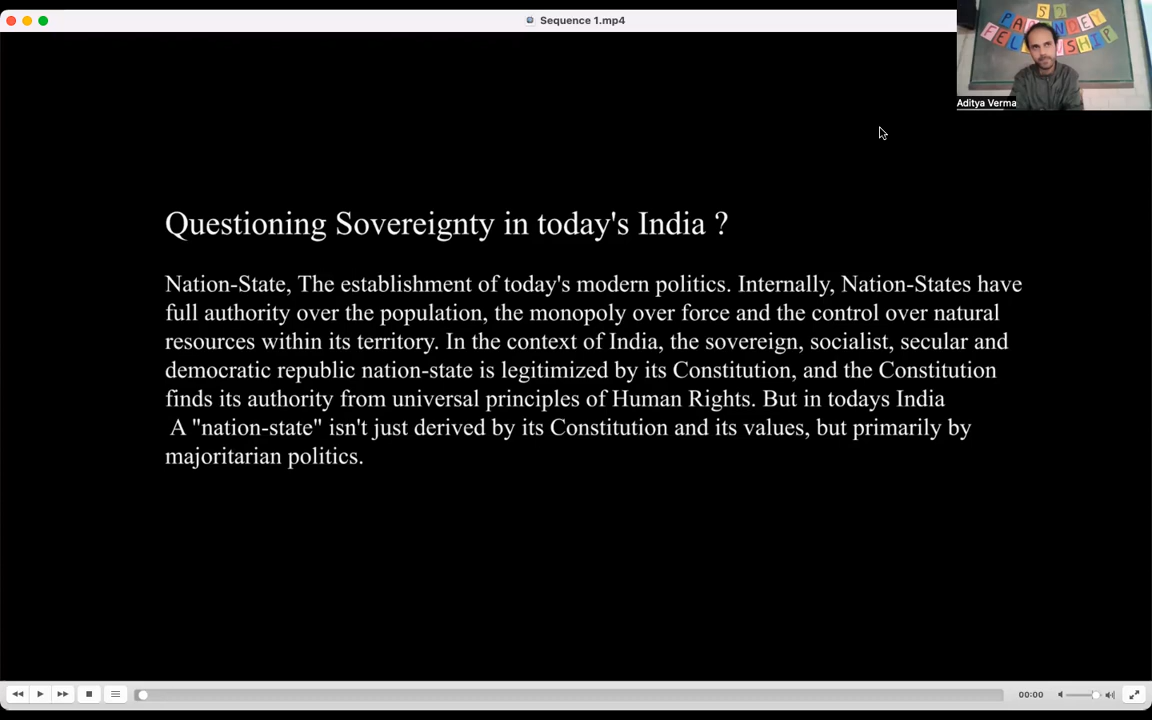 Sequence 1.mp4
50
PARANDEY
FELLOWSHIP
Aditya Verma
Questioning Sovereignty in today's India ?
Nation-State, The establishment of today's modern politics. Internally, Nation-States have
full authority over the population, the monopoly over force and the control over natural
resources within its territory. In the context of India, the sovereign, socialist, secular and
democratic republic nation-state is legitimized by its Constitution, and the Constitution
finds its authority from universal principles of Human Rights. But in todays India
A "nation-state" isn't just derived by its Constitution and its values, but primarily by
majoritarian politics.
00:00